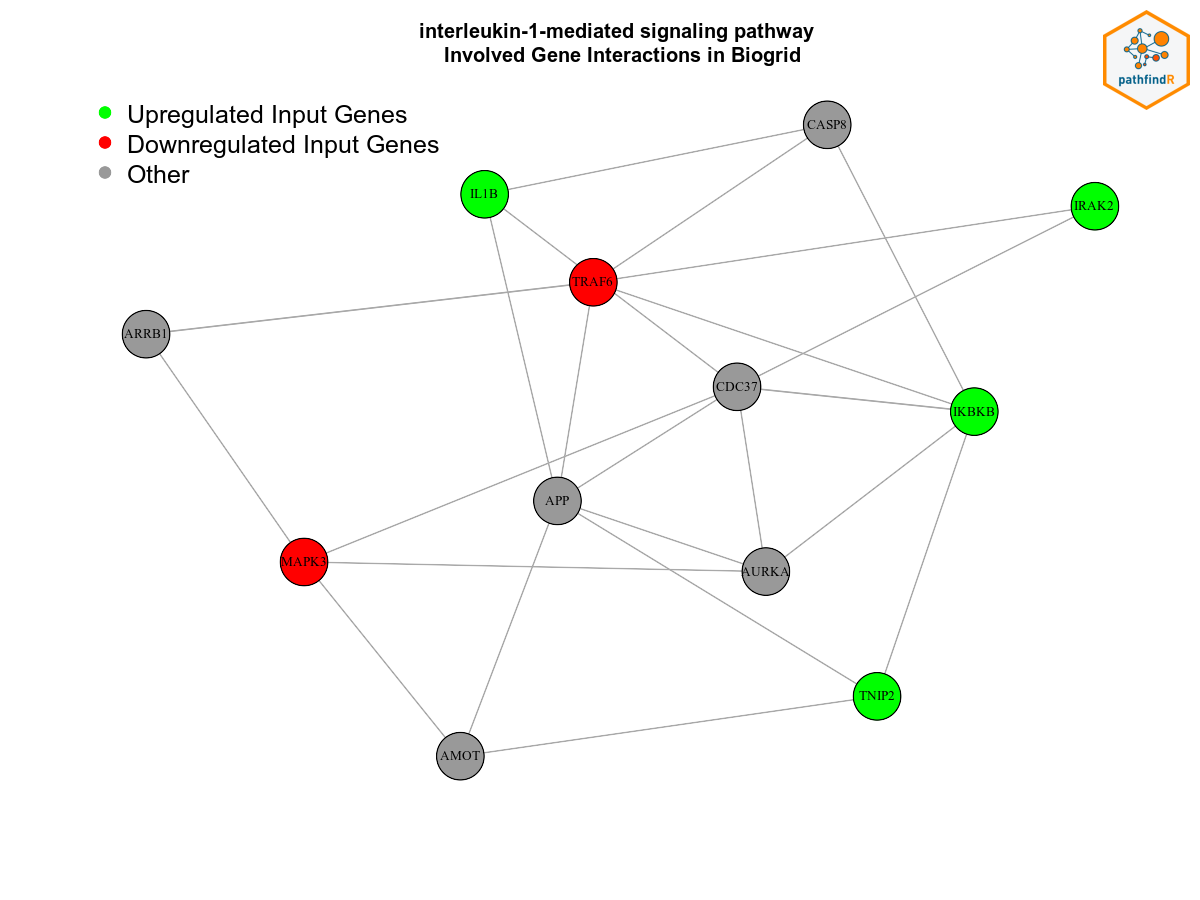 interleukin-1-mediated signaling pathway
Involved Gene Interactions in Biogrid
pathfindR
Upregulated Input Genes
Downregulated Input Genes
Other
CASP8
IL1B
IRAK2
TRAF6
ARRB1
CDC37
IKBKB
APP
MAPK3
AURKA
TNIP2
AMOT